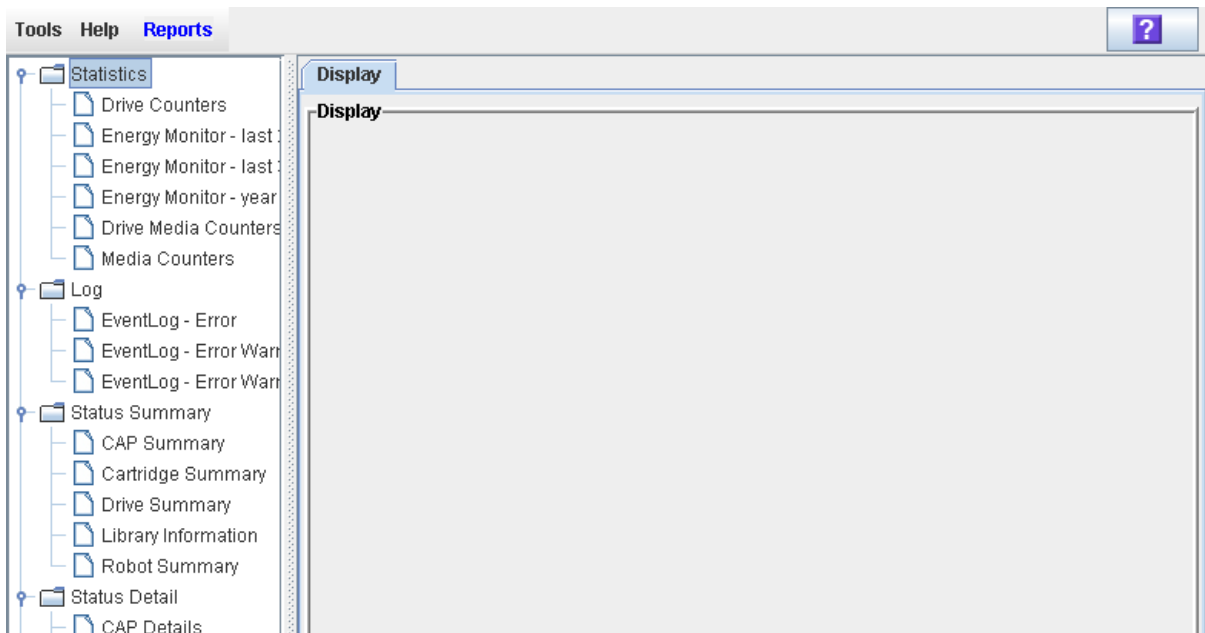 Tools Help Reports ?
Statistics
Drive Counters
Energy Monitor - last
Energy Monitor - last
Energy Monitor - year
Drive Media Counters
Media Counters
Log
EventLog - Error
EventLog - Error Warr
EventLog - Error Warr
Status Summary
CAP Summary
Cartridge Summary
Drive Summary
Library Information
Robot Summary
Status Detail
CAP Details
Display
Display